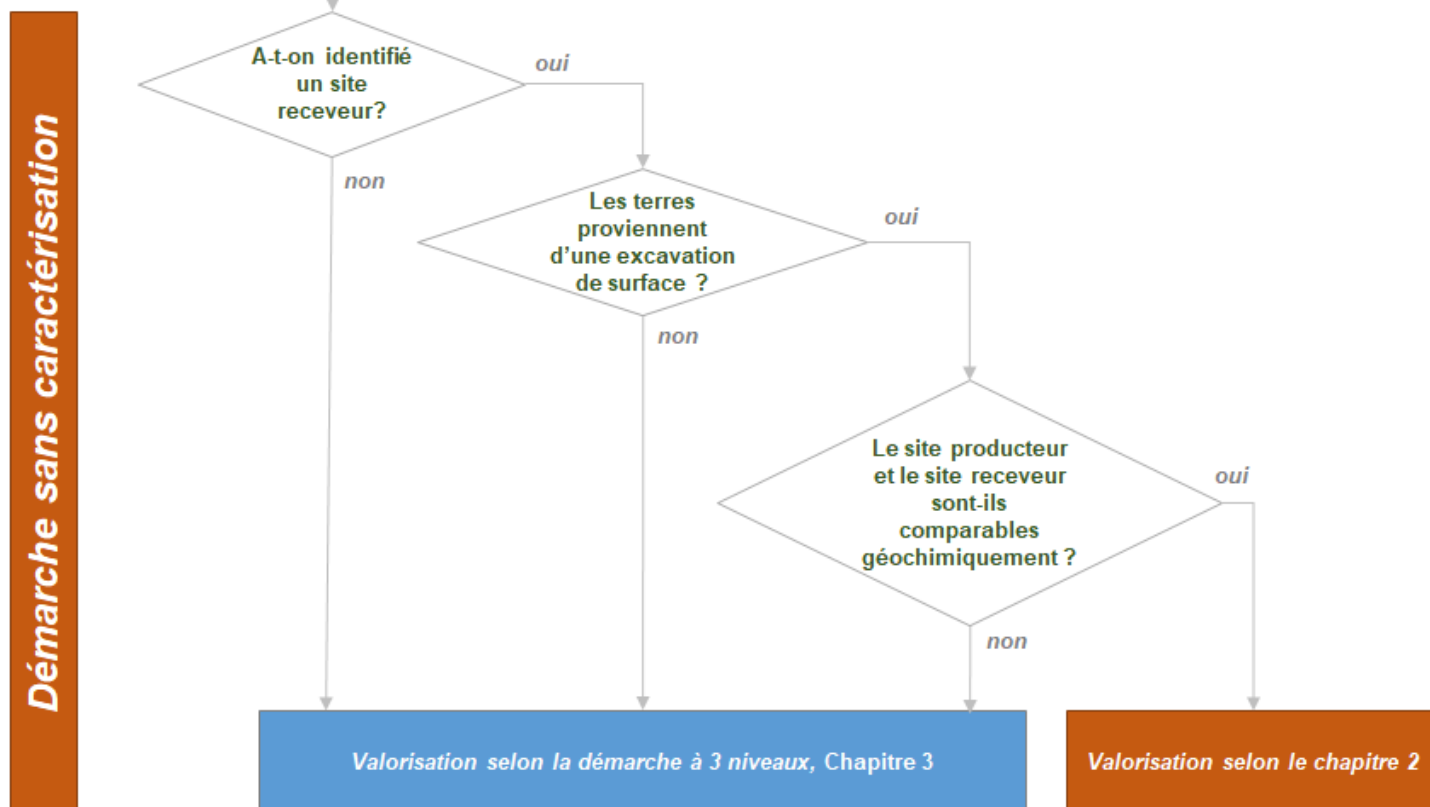 Démarche sans caractérisation
A-t-on identifié
un site
receveur?
oui
non
Les terres
proviennent
d'une excavation
de surface ?
oui
non
Le site producteur
et le site receveur
sont-ils
comparables
géochimiquement ?
oui
non
Valorisation selon la démarche à 3 niveaux, Chapitre 3
Valorisation selon le chapitre 2